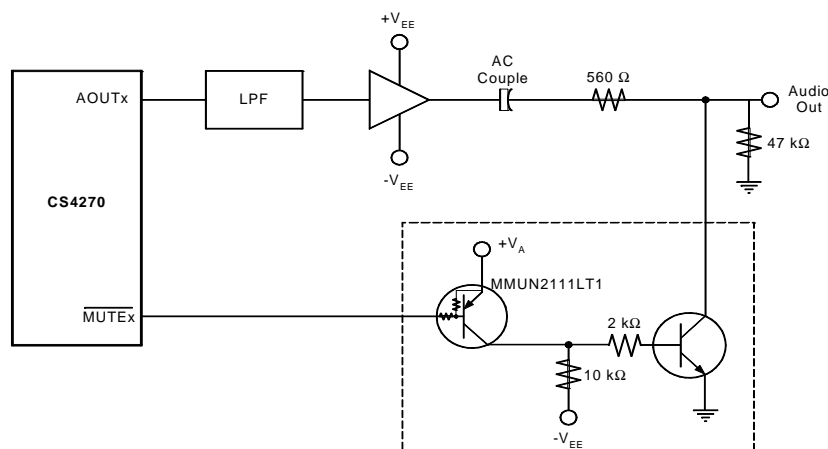 +VEE
AC
Couple
560 Ω
AOUTx
LPF
Audio
Out
47 kΩ
-VEE
CS4270
+VA
MMUN2111LT1
MUTEx
2 kΩ
10 kΩ
-VEE